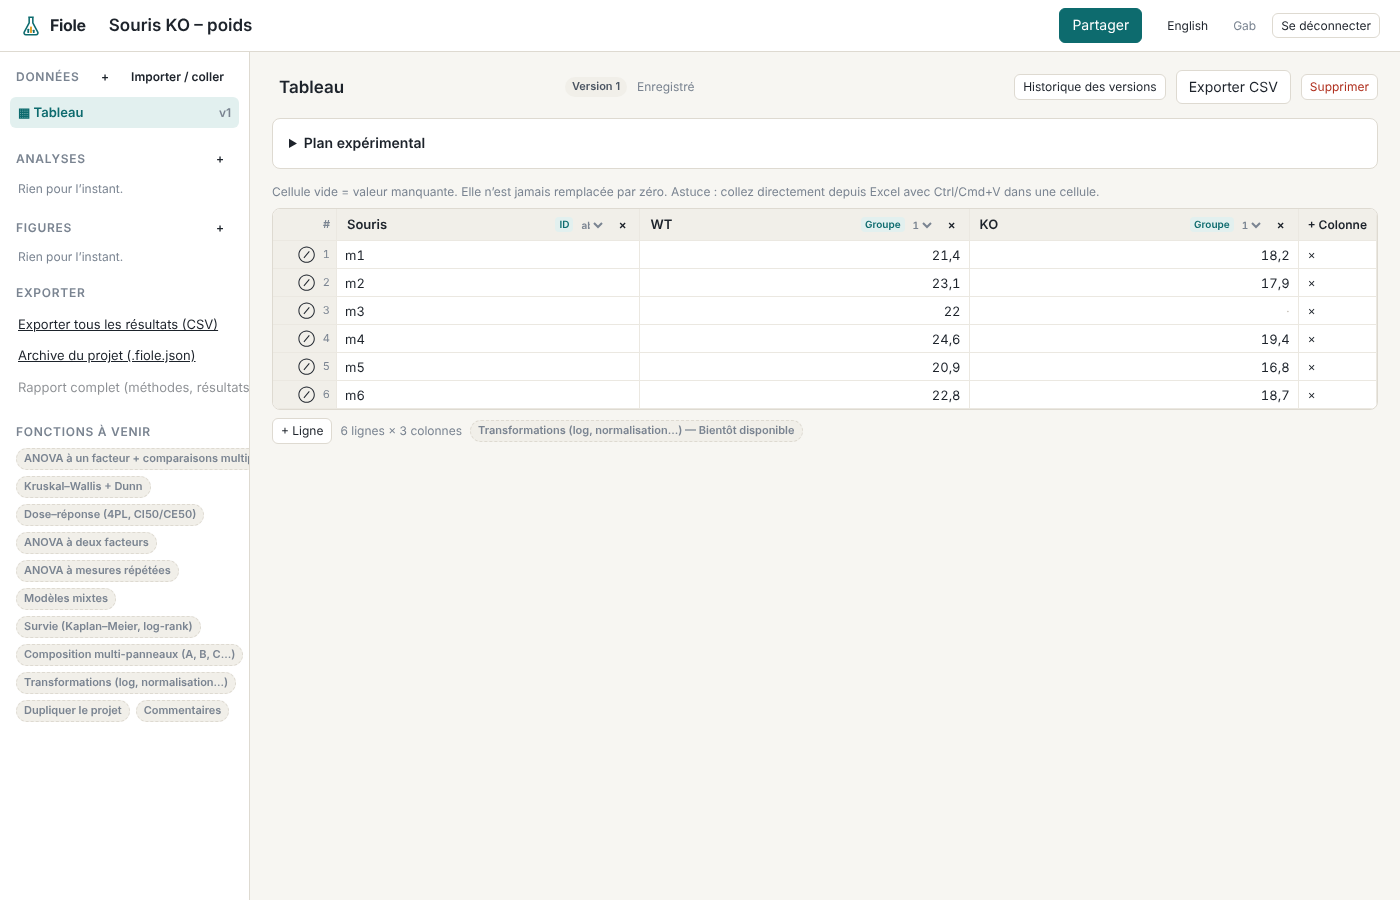 Fiole Souris KO – poids Partager English Gab Se déconnecter
DONNÉES + Importer / coller
Tableau v1
ANALYSES +
Rien pour l’instant.
FIGURES +
Rien pour l’instant.
EXPORTER
Exporter tous les résultats (CSV)
Archive du projet (.fiole.json)
Rapport complet (méthodes, résultats
FONCTIONS À VENIR
ANOVA à un facteur + comparaisons
Kruskal–Wallis + Dunn
Dose–réponse (4PL, CI50/CE50)
ANOVA à deux facteurs
ANOVA à mesures répétées
Modèles mixtes
Survie (Kaplan–Meier, log-rank)
Composition multi-panneaux (A, B, C…)
Transformations (log, normalisation…)
Dupliquer le projet Commentaires
Tableau Version 1 Enregistré Historique des versions Exporter CSV Supprimer
▶ Plan expérimental
Cellule vide = valeur manquante. Elle n’est jamais remplacée par zéro. Astuce : collez directement depuis Excel avec Ctrl/Cmd+V dans une cellule.
# Souris ID al × WT Groupe 1 × KO Groupe 1 × + Colonne
1 m1 21,4 18,2 ×
2 m2 23,1 17,9 ×
3 m3 22 · ×
4 m4 24,6 19,4 ×
5 m5 20,9 16,8 ×
6 m6 22,8 18,7 ×
+ Ligne 6 lignes × 3 colonnes Transformations (log, normalisation…) — Bientôt disponible